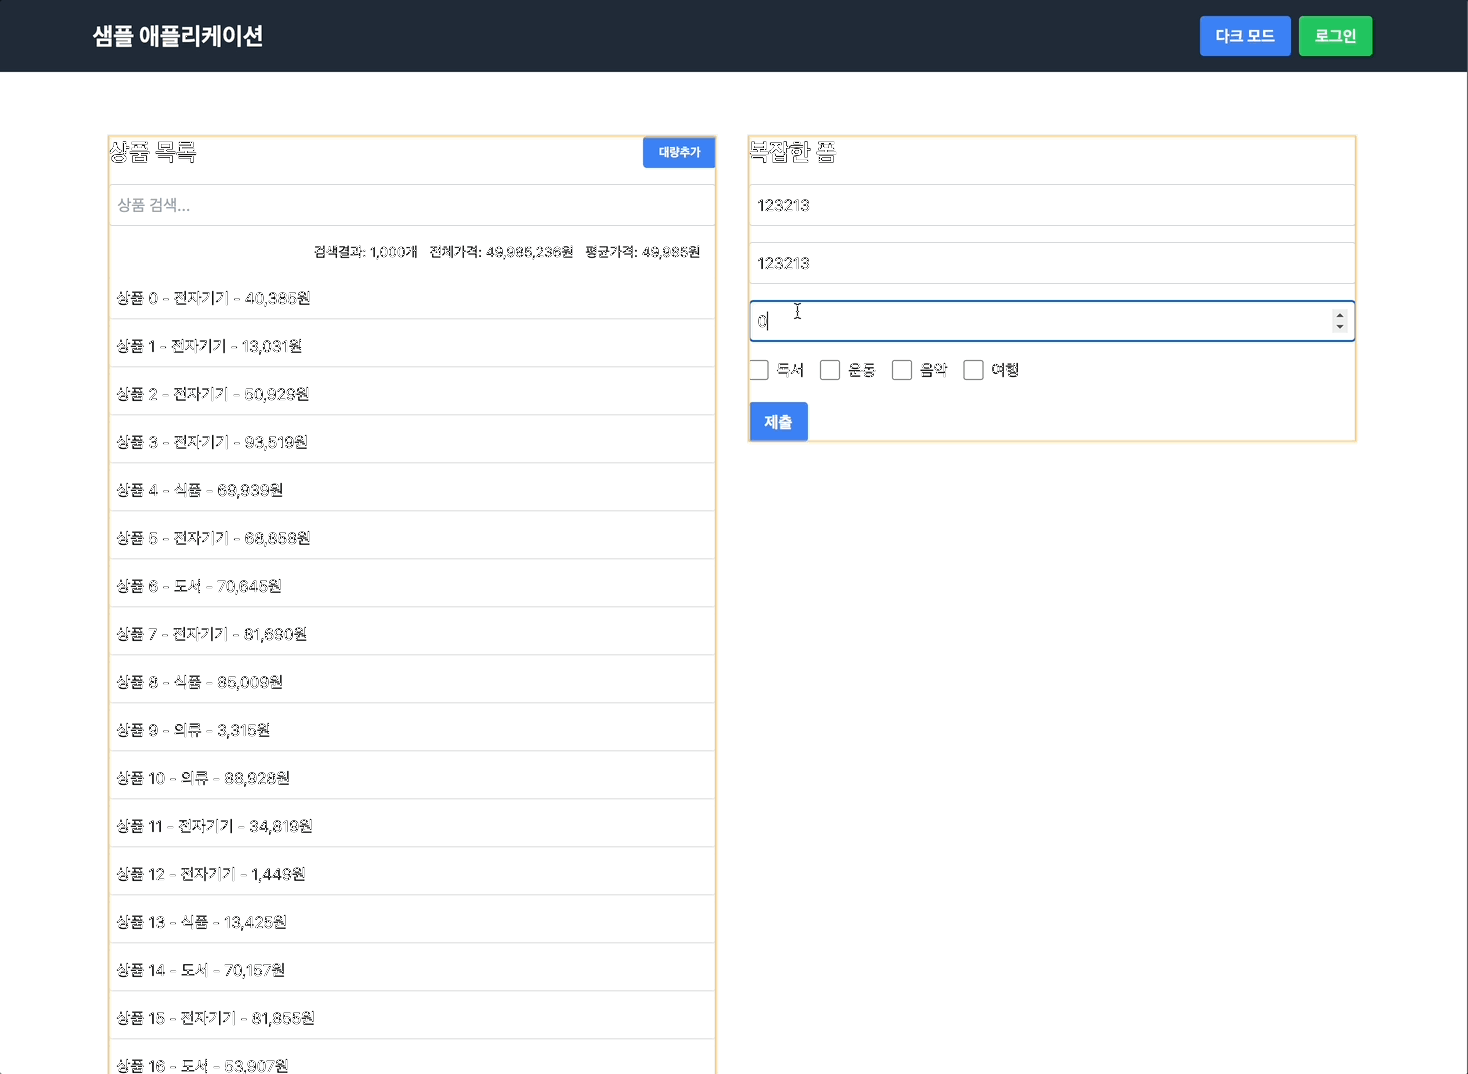 샘플 애플리케이션
다크 모드
로그인
상품 목록
대량추가
상품 검색...
검색결과: 1,000개 전체가격: 49,985,236원 평균가격: 49,985원
상품 0 - 전자기기 - 40,385원
상품 1 - 전자기기 - 13,031원
상품 2 - 전자기기 - 50,928원
상품 3 - 전자기기 - 93,519원
상품 4 - 식품 - 69,939원
상품 5 - 전자기기 - 68,858원
상품 6 - 도서 - 70,645원
상품 7 - 전자기기 - 81,690원
상품 8 - 식품 - 85,009원
상품 9 - 의류 - 3,315원
상품 10 - 의류 - 88,928원
상품 11 - 전자기기 - 34,819원
상품 12 - 전자기기 - 1,449원
상품 13 - 식품 - 13,425원
상품 14 - 도서 - 70,157원
상품 15 - 전자기기 - 81,855원
상품 16 - 도서 - 53,907원
복잡한 폼
123213
123213
0
독서 운동 음악 여행
제출